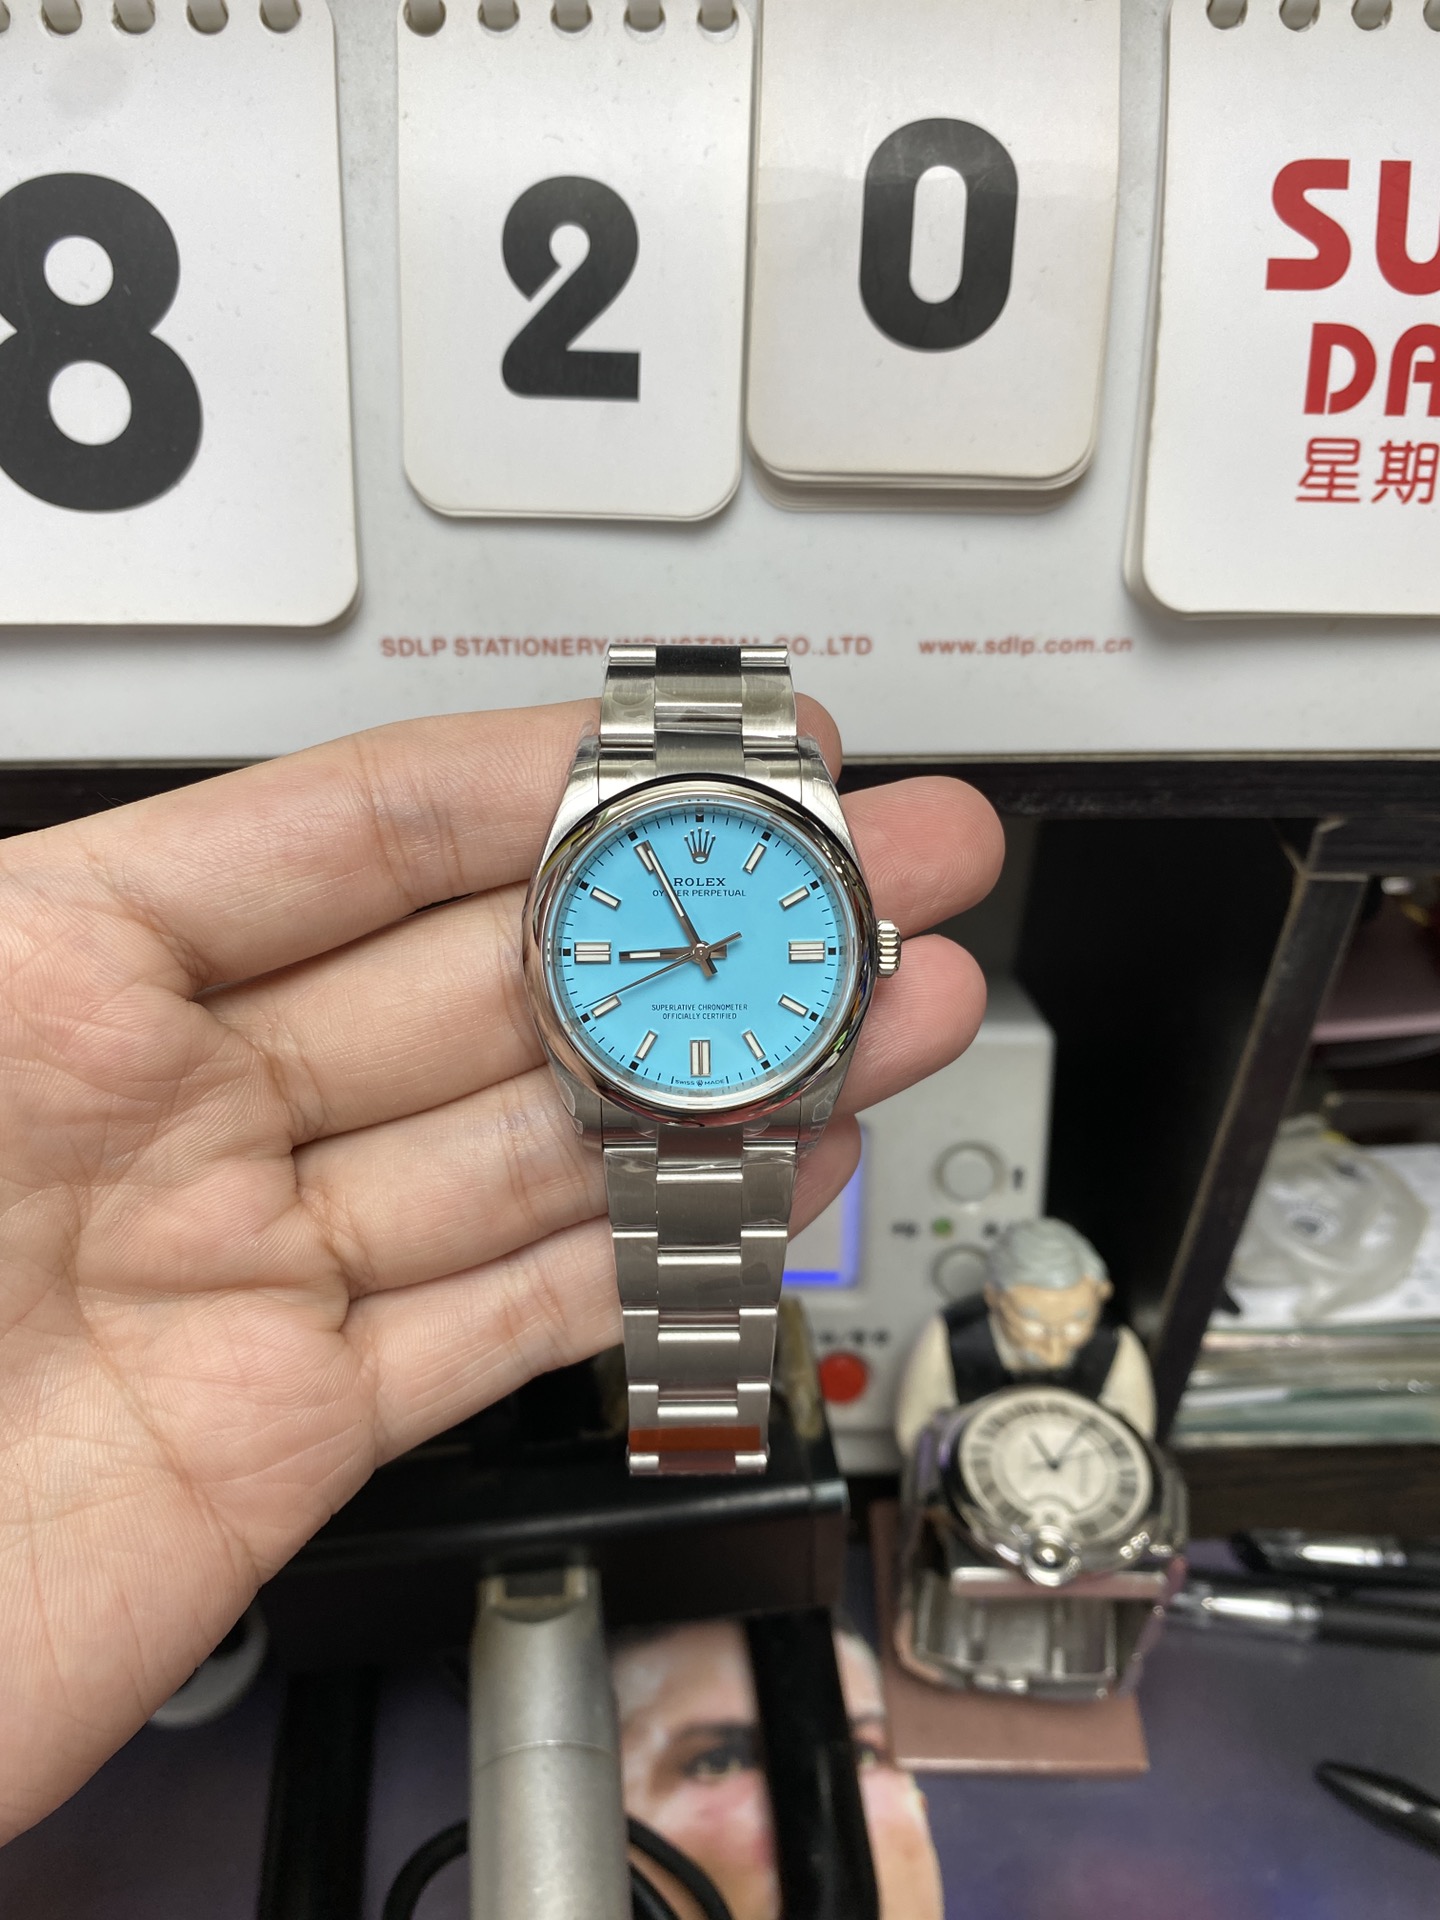 8 2 0
SU
DA
星期
SDLP STATIONERY INDUSTRIAL CO.,LTD www.sdlp.com.cn
ROLEX
OYSTER PERPETUAL
SUPERLATIVE CHRONOMETER
OFFICIALLY CERTIFIED
SWISS MADE